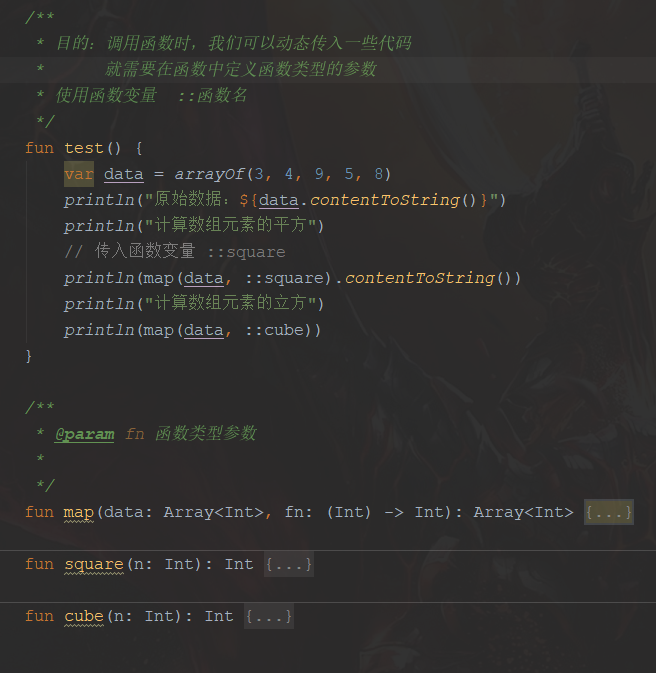 /**
 * 目的：调用函数时，我们可以动态传入一些代码
 *      就需要在函数中定义函数类型的参数
 * 使用函数变量  ::函数名
 */
fun test() {
    var data = arrayOf(3, 4, 9, 5, 8)
    println("原始数据：${data.contentToString()}")
    println("计算数组元素的平方")
    // 传入函数变量 ::square
    println(map(data, ::square).contentToString())
    println("计算数组元素的立方")
    println(map(data, ::cube))
}
/**
 * @param fn 函数类型参数
 *
 */
fun map(data: Array<Int>, fn: (Int) -> Int): Array<Int> {...}
fun square(n: Int): Int {...}
fun cube(n: Int): Int {...}